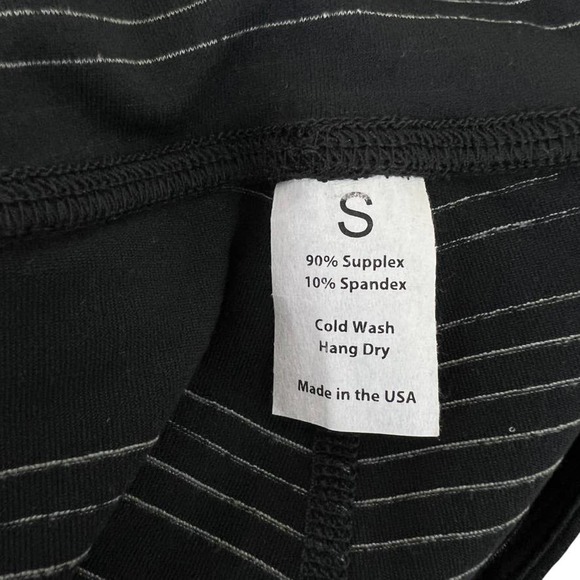 S
90% Supplex
10% Spandex
Cold Wash
Hang Dry
Made in the USA